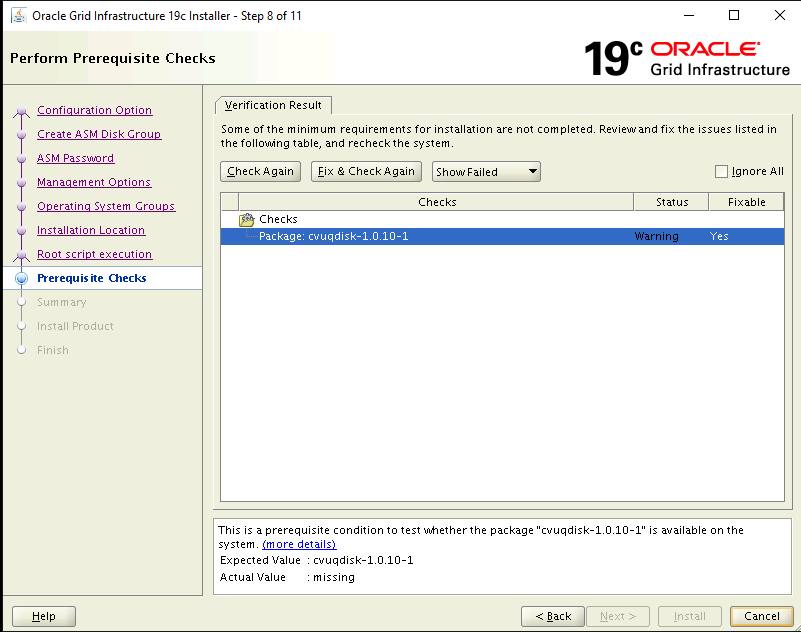 Oracle Grid Infrastructure 19c Installer - Step 8 of 11
Perform Prerequisite Checks
19c ORACLE
Grid Infrastructure
Configuration Option
Create ASM Disk Group
ASM Password
Management Options
Operating System Groups
Installation Location
Root script execution
Prerequisite Checks
Summary
Install Product
Finish
Verification Result
Some of the minimum requirements for installation are not completed. Review and fix the issues listed in
the following table, and recheck the system.
Check Again Fix & Check Again Show Failed Ignore All
Checks Status Fixable
Checks
Package: cvuqdisk-1.0.10-1 Warning Yes
This is a prerequisite condition to test whether the package "cvuqdisk-1.0.10-1" is available on the
system. (more details)
Expected Value : cvuqdisk-1.0.10-1
Actual Value : missing
Help < Back Next > Install Cancel